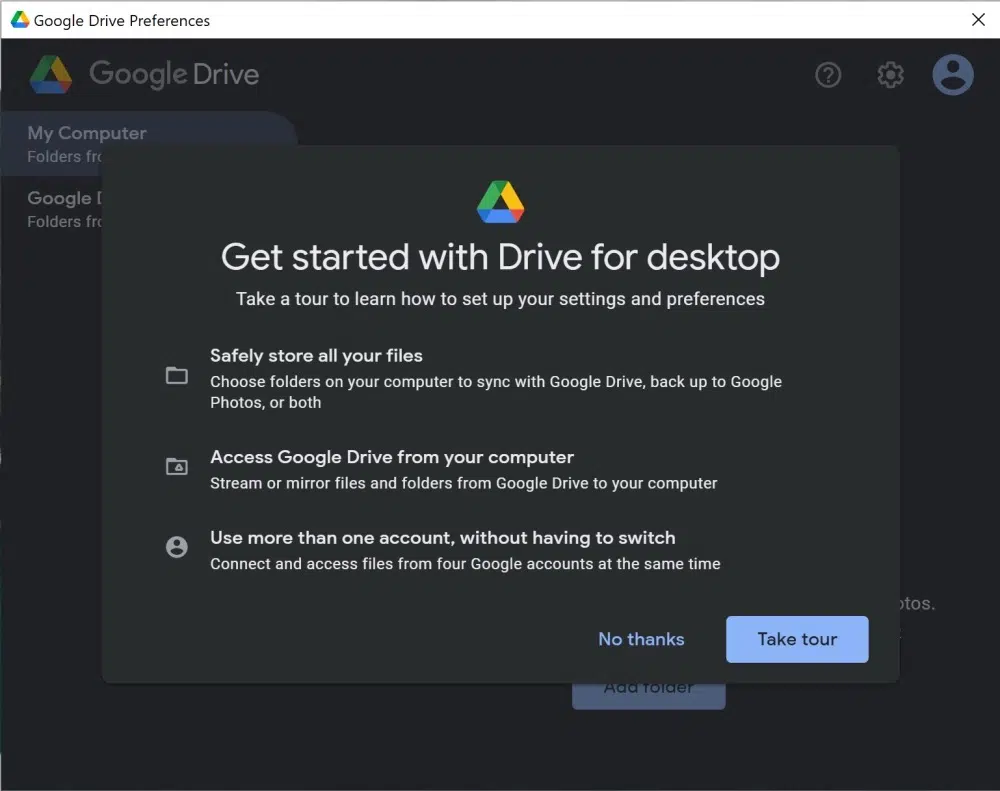 Google Drive Preferences
Google Drive
My Computer
Folders
Google
Folders
Get started with Drive for desktop
Take a tour to learn how to set up your settings and preferences
Safely store all your files
Choose folders on your computer to sync with Google Drive, back up to Google
Photos, or both
Access Google Drive from your computer
Stream or mirror files and folders from Google Drive to your computer
Use more than one account, without having to switch
Connect and access files from four Google accounts at the same time
otos.
No thanks
Take tour
Add folder